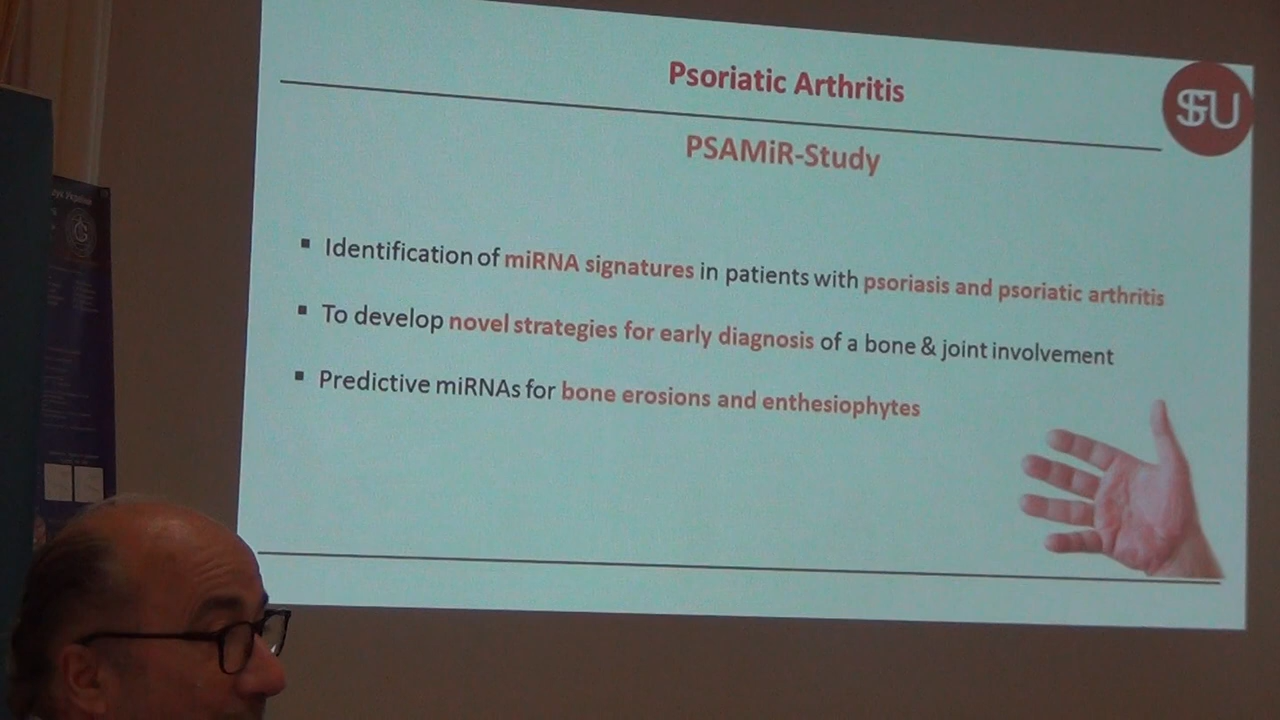 Psoriatic Arthritis
SFU
PSAMiR-Study
▪ Identification of miRNA signatures in patients with psoriasis and psoriatic arthritis
▪ To develop novel strategies for early diagnosis of a bone & joint involvement
▪ Predictive miRNAs for bone erosions and enthesiophytes